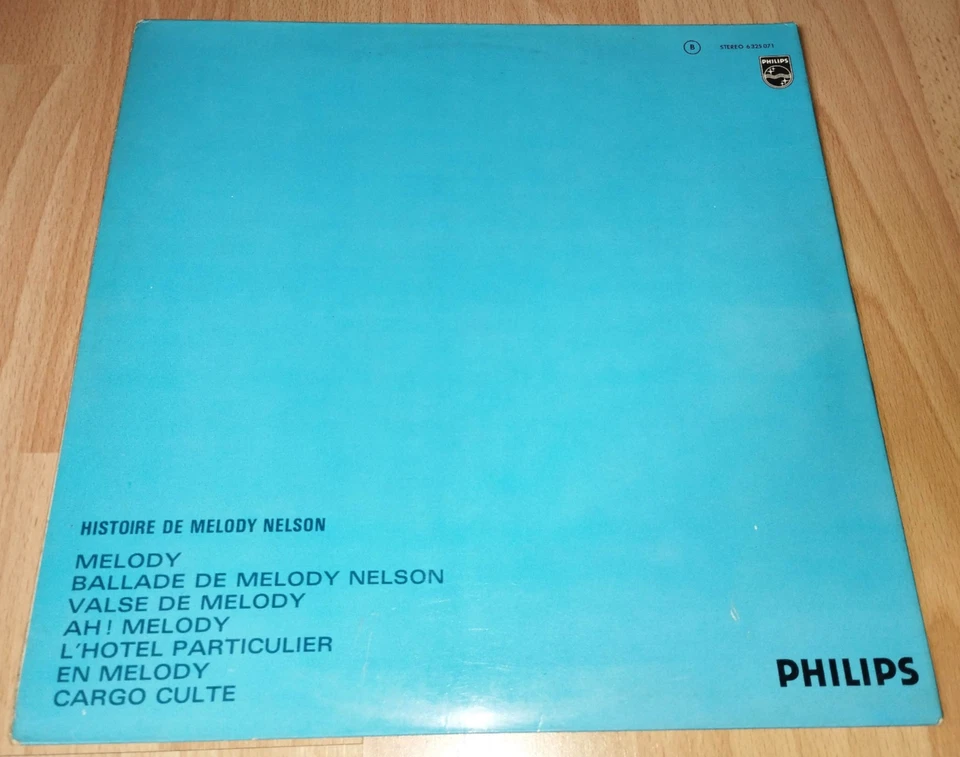 B STEREO 6325 071
PHILIPS
HISTOIRE DE MELODY NELSON
MELODY
BALLADE DE MELODY NELSON
VALSE DE MELODY
AH! MELODY
L'HOTEL PARTICULIER
EN MELODY
CARGO CULTE
PHILIPS